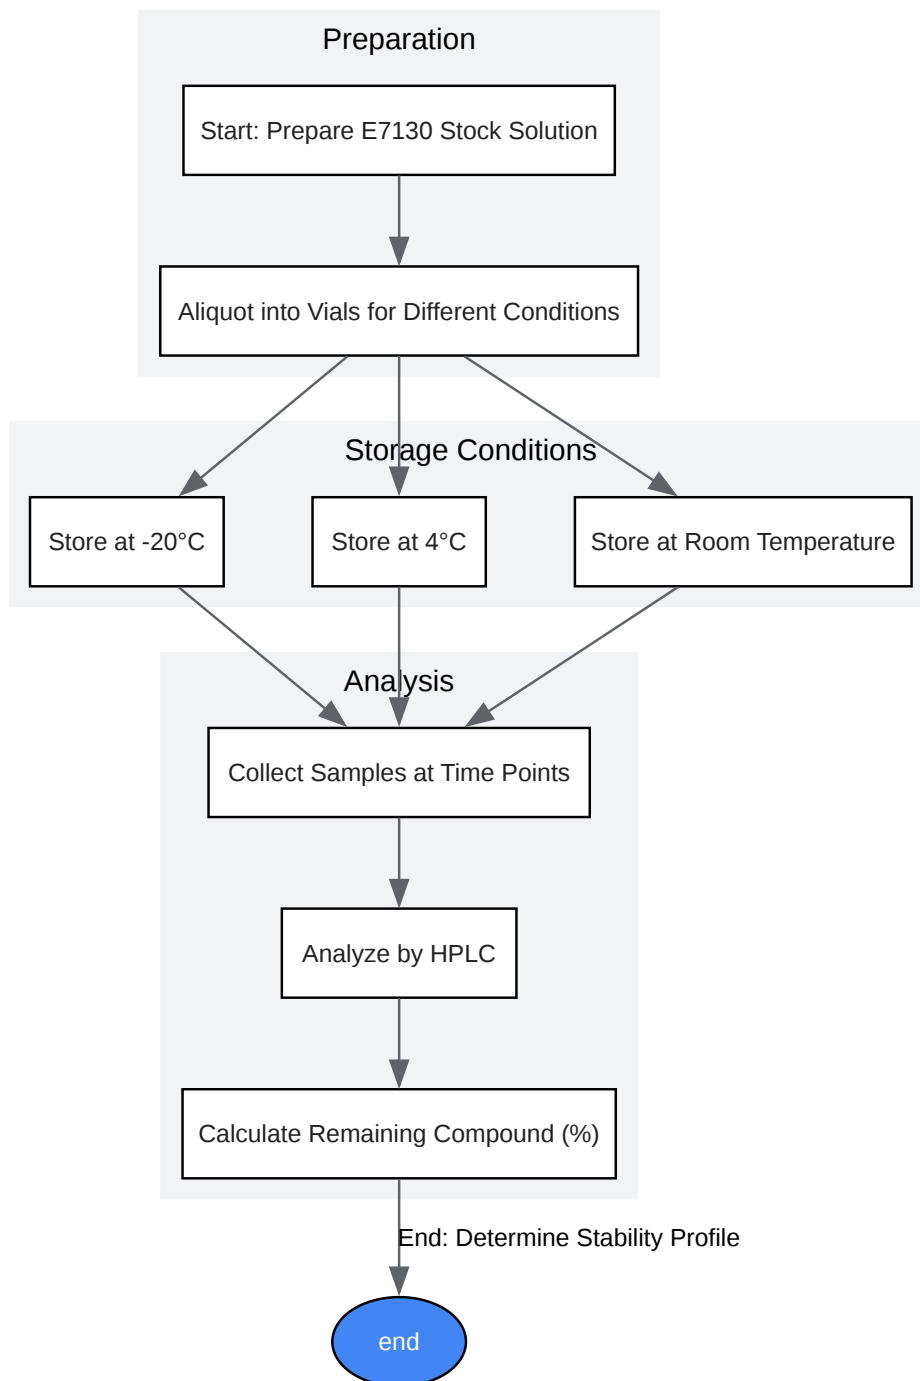 Preparation
Start: Prepare E7130 Stock Solution
Aliquot into Vials for Different Conditions
Storage Conditions
Store at -20°C
Store at 4°C
Store at Room Temperature
Analysis
Collect Samples at Time Points
Analyze by HPLC
Calculate Remaining Compound (%)
End: Determine Stability Profile
end